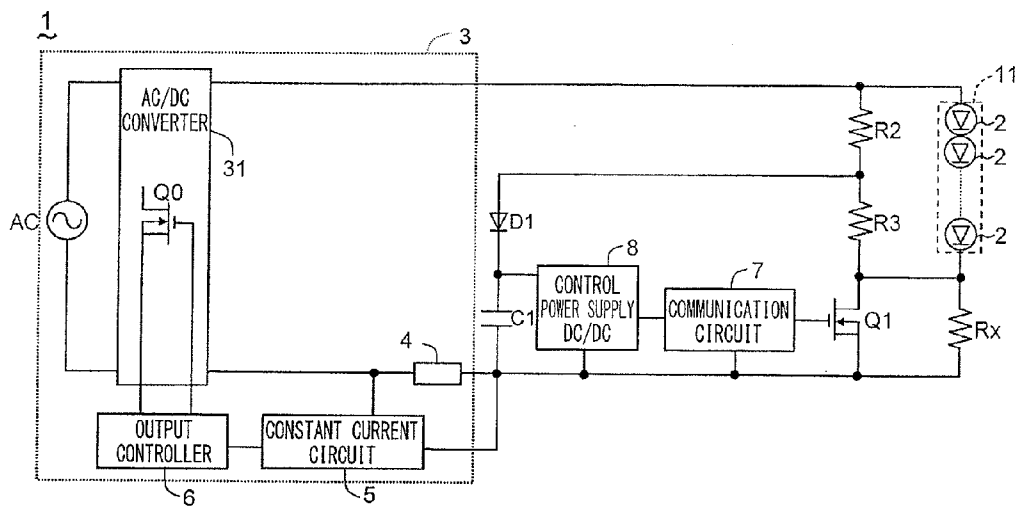 1
3
11
AC/DC
CONVERTER
31
Q0
AC
R2
2
2
2
D1
R3
8
7
CONTROL
POWER SUPPLY
DC/DC
COMMUNICATION
CIRCUIT
C1
Q1
Rx
4
OUTPUT
CONTROLLER
CONSTANT CURRENT
CIRCUIT
6
5